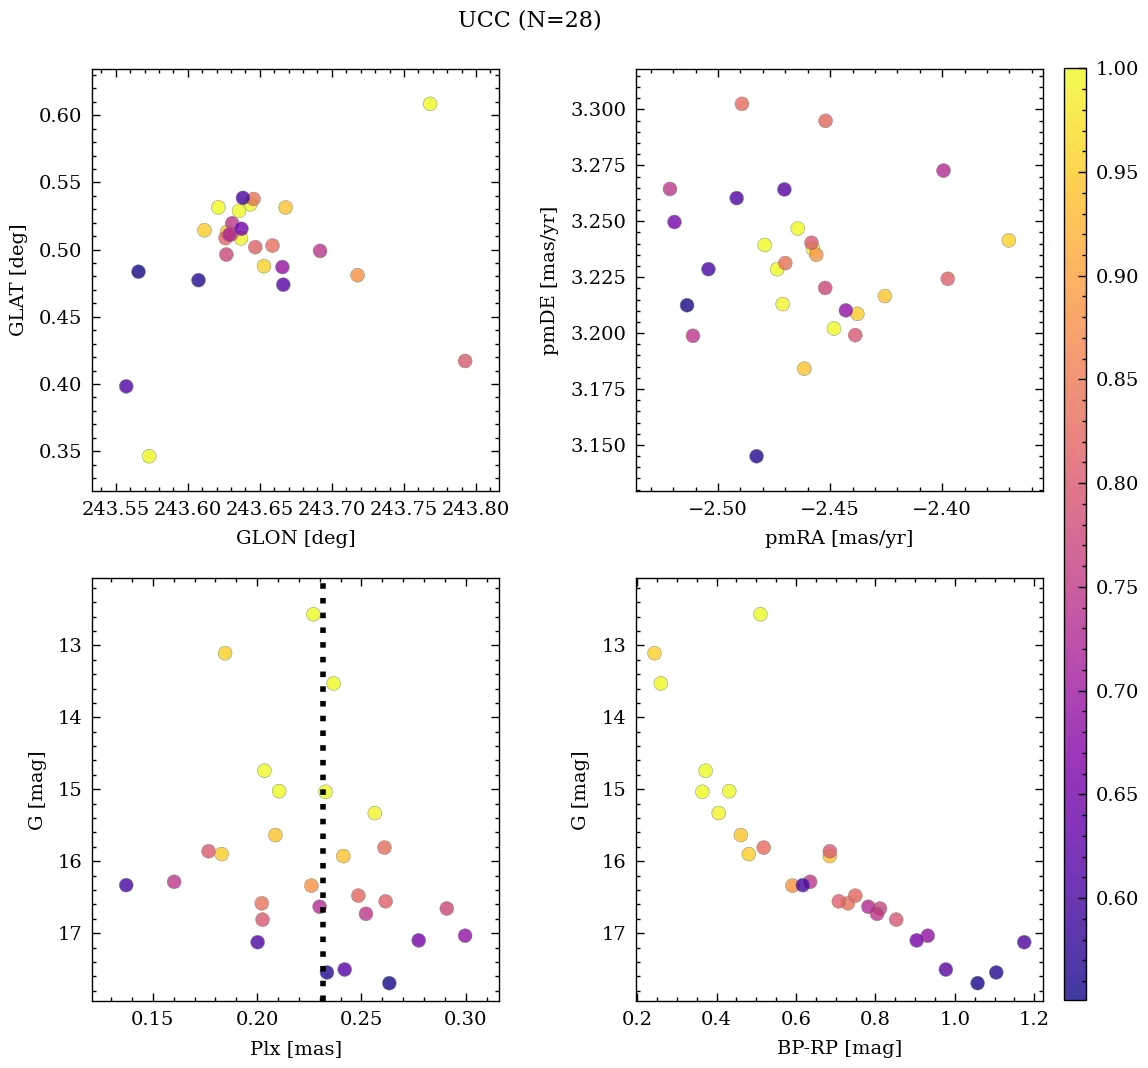 UCC (N=28)
GLAT [deg]
0.60
0.55
0.50
0.45
0.40
0.35
243.55 243.60 243.65 243.70 243.75 243.80
GLON [deg]
pmDE [mas/yr]
3.300
3.275
3.250
3.225
3.200
3.175
3.150
−2.50 −2.45 −2.40
pmRA [mas/yr]
G [mag]
13
14
15
16
17
0.15 0.20 0.25 0.30
Plx [mas]
G [mag]
13
14
15
16
17
0.2 0.4 0.6 0.8 1.0 1.2
BP-RP [mag]
1.00
0.95
0.90
0.85
0.80
0.75
0.70
0.65
0.60